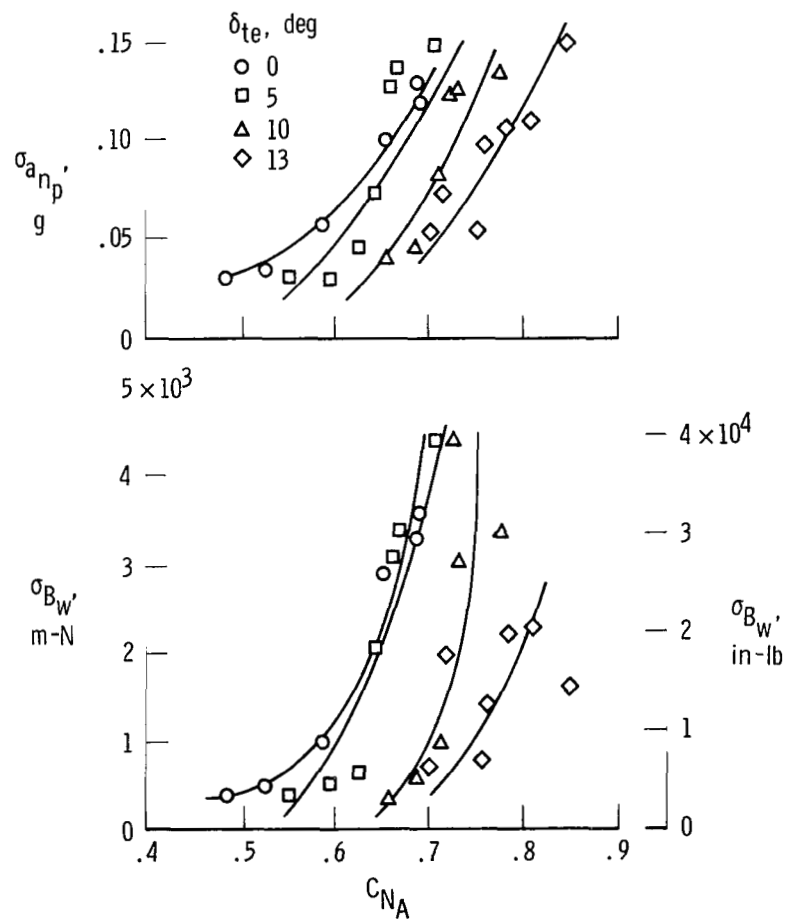 δte, deg
0
5
10
13
.15
.10
.05
0
σanp,
g
5 × 10³
4
3
2
1
0
σBw,
m-N
4 × 10⁴
3
2
1
0
σBw,
in-lb
.4 .5 .6 .7 .8 .9
CNA